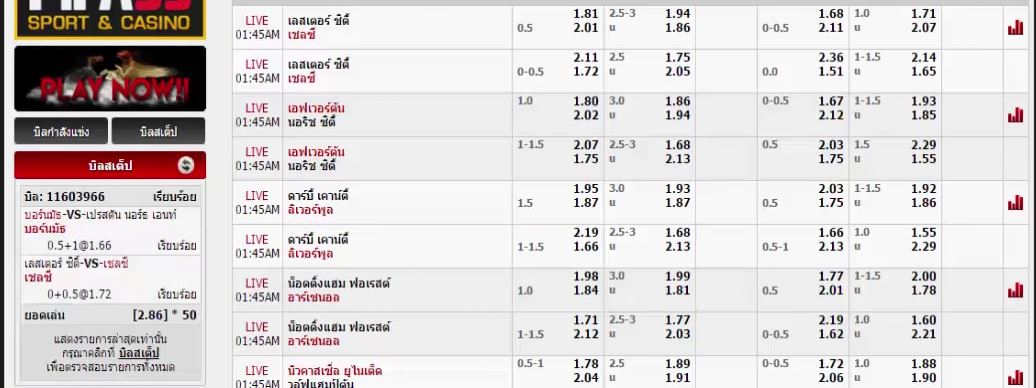 SPORT & CASINO
PLAY NOW!!
บิลกำลังแข่ง บิลสเต็ป
บิลสเต็ป
บิล: 11603966 เรียบร้อย
บอร์นมัธ-VS-เปรสตัน นอร์ธ เอนท์
บอร์นมัธ
0.5+1@1.66 เรียบร้อย
เลสเตอร์ ซิตี้-VS-เชลซี
เชลซี
0+0.5@1.72 เรียบร้อย
ยอดเล่น [2.86] * 50
แสดงรายการล่าสุดเท่านั้น
กรุณาคลิกที่ บิลสเต็ป
เพื่อตรวจสอบรายการทั้งหมด
LIVE เลสเตอร์ ซิตี้ 1.81 2.5-3 1.94 1.68 1.0 1.71
01:45AM เชลซี 0.5 2.01 u 1.86 0-0.5 2.11 u 2.07
LIVE เลสเตอร์ ซิตี้ 2.11 2.5 1.75 2.36 1-1.5 2.14
01:45AM เชลซี 0-0.5 1.72 u 2.05 0.0 1.51 u 1.65
LIVE เอฟเวอร์ตัน 1.0 1.80 3.0 1.86 0-0.5 1.67 1-1.5 1.93
01:45AM นอริช ซิตี้ 2.02 u 1.94 2.12 u 1.85
LIVE เอฟเวอร์ตัน 1-1.5 2.07 2.5-3 1.68 0.5 2.03 1.5 2.29
01:45AM นอริช ซิตี้ 1.75 u 2.13 1.75 u 1.55
LIVE ดาร์บี้ เคาน์ตี้ 1.95 3.0 1.93 2.03 1-1.5 1.92
01:45AM ลิเวอร์พูล 1.5 1.87 u 1.87 0.5 1.75 u 1.86
LIVE ดาร์บี้ เคาน์ตี้ 2.19 2.5-3 1.68 1.66 1.0 1.55
01:45AM ลิเวอร์พูล 1-1.5 1.66 u 2.13 0.5-1 2.13 u 2.29
LIVE น็อตติ้งแฮม ฟอเรสต์ 1.98 3.0 1.99 1.77 1-1.5 2.00
01:45AM อาร์เซนอล 1.0 1.84 u 1.81 0.5 2.01 u 1.78
LIVE น็อตติ้งแฮม ฟอเรสต์ 1.71 2.5-3 1.77 2.19 1.0 1.60
01:45AM อาร์เซนอล 1-1.5 2.12 u 2.03 0-0.5 1.62 u 2.21
LIVE นิวคาสเซิ่ล ยูไนเต็ด 0.5-1 1.78 2.5 1.89 0-0.5 1.72 1.0 1.88
01:45AM วูล์ฟแฮมป์ตัน 2.04 u 1.91 2.06 u 1.90